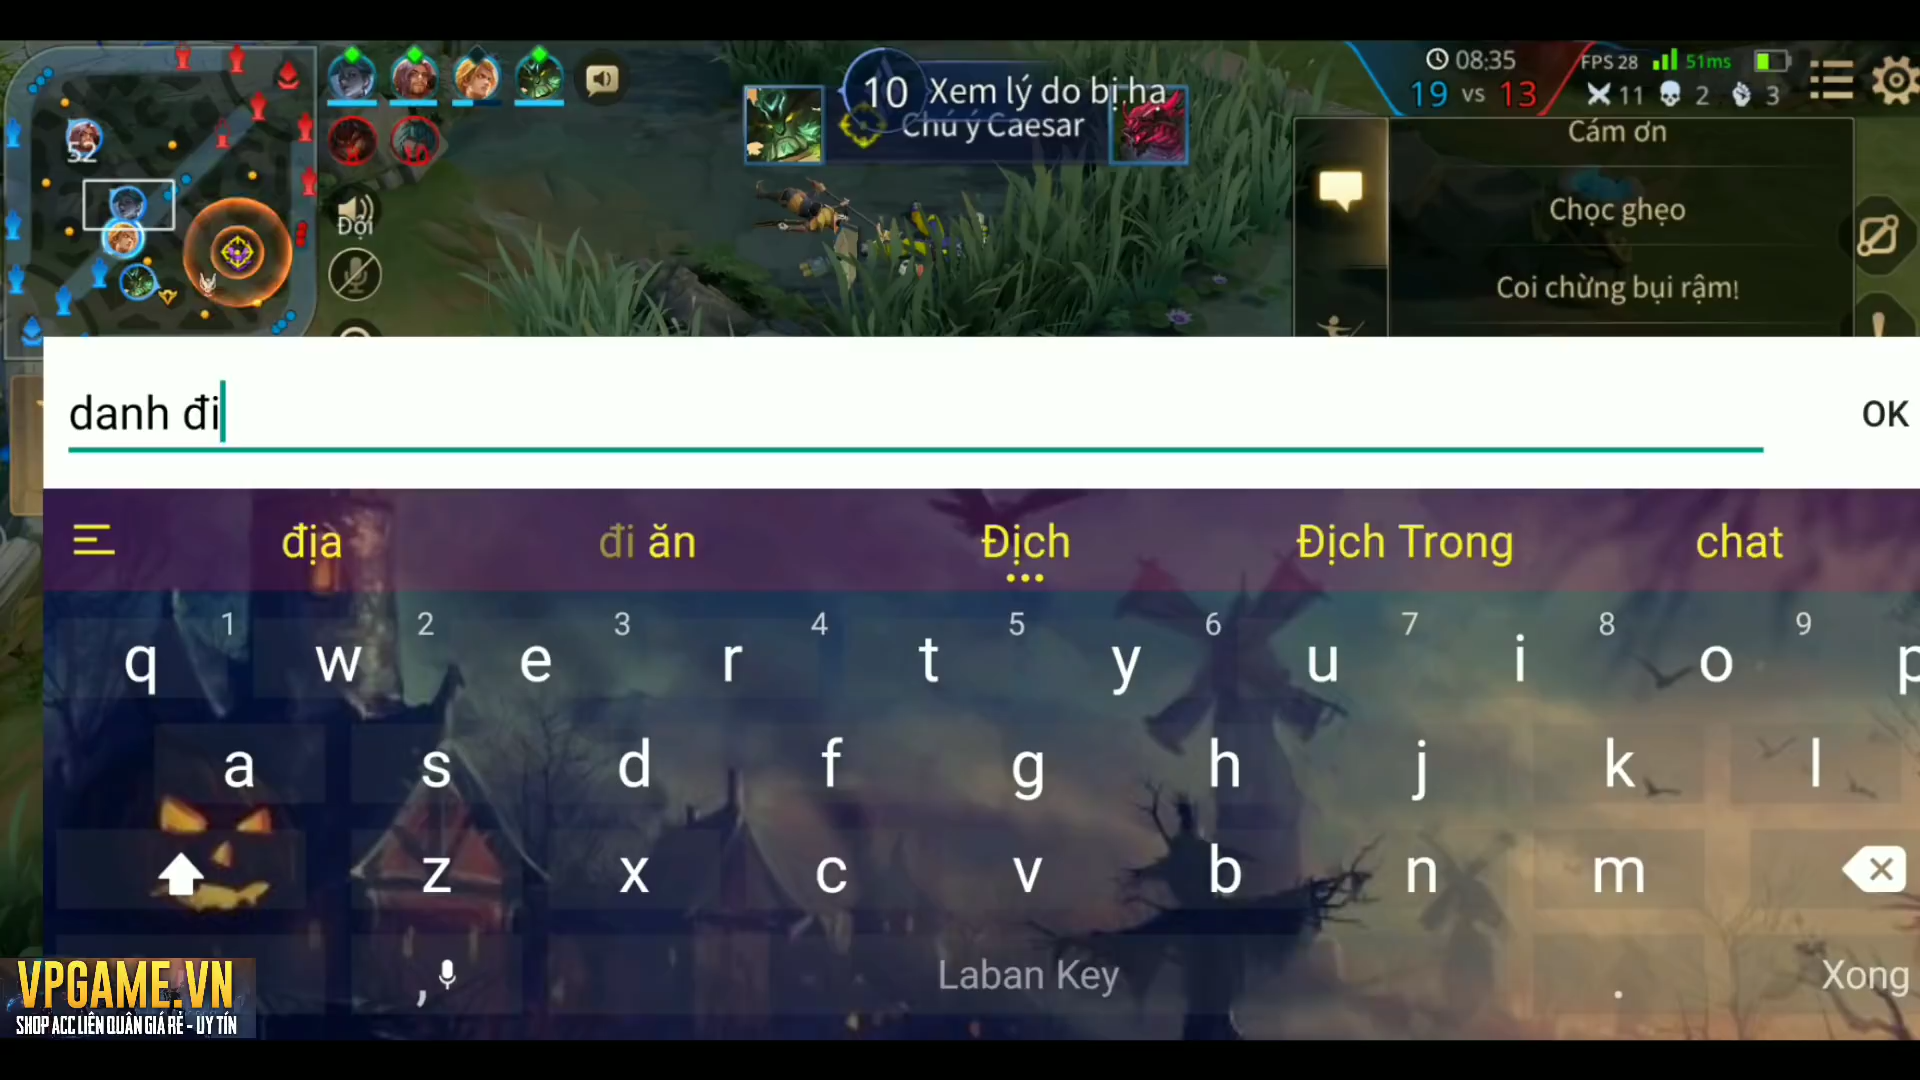 52
Đội
10
Xem lý do bị hạ
Chú ý Caesar
08:35
19 vs 13
FPS 28
51ms
11 2 3
Cám ơn
Chọc ghẹo
Coi chừng bụi rậm!
danh đi
OK
địa đi ăn Địch Địch Trong chat
1 2 3 4 5 6 7 8 9
q w e r t y u i o p
a s d f g h j k l
z x c v b n m
, Laban Key . Xong
VPGAME.VN
SHOP ACC LIÊN QUÂN GIÁ RẺ - UY TÍN